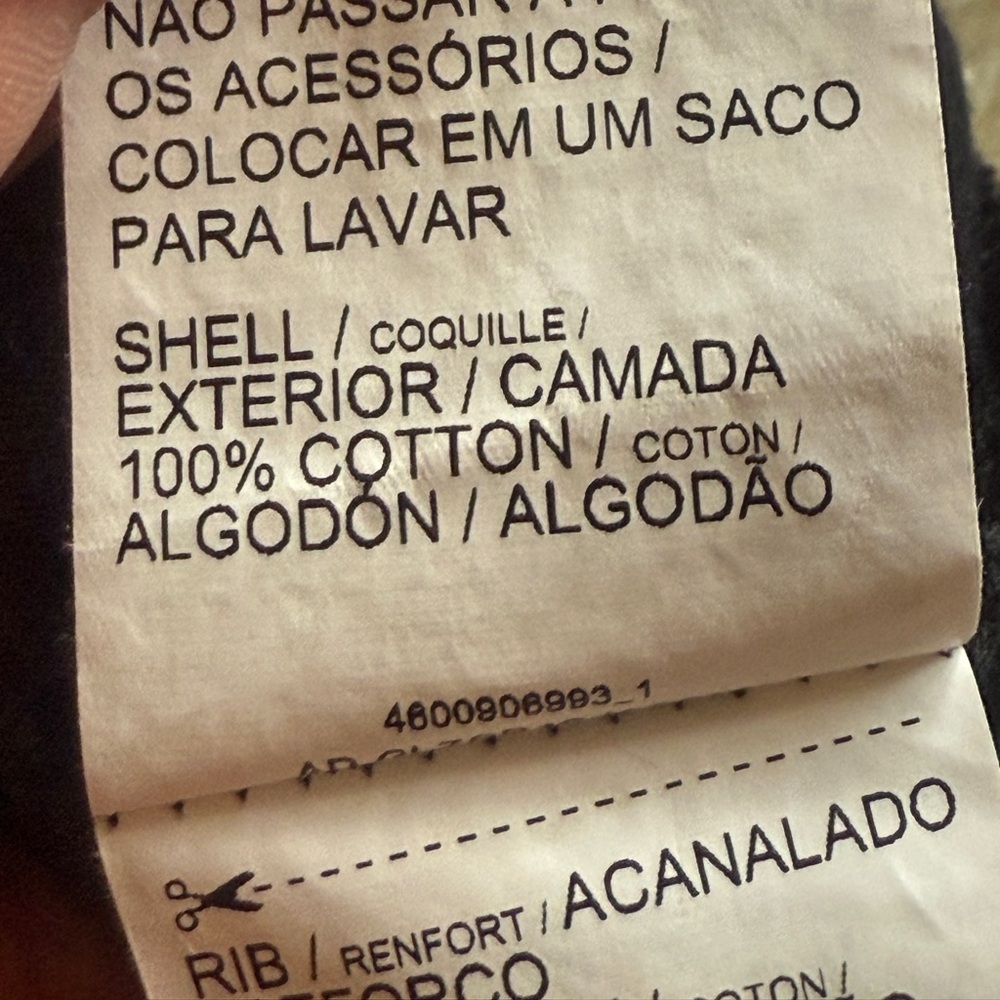 NÃO PASSAR A
OS ACESSÓRIOS /
COLOCAR EM UM SACO
PARA LAVAR
SHELL / COQUILLE /
EXTERIOR / CAMADA
100% COTTON / COTON /
ALGODÓN / ALGODÃO
4600906993_1
RIB / RENFORT / ACANALADO
/ COTON /